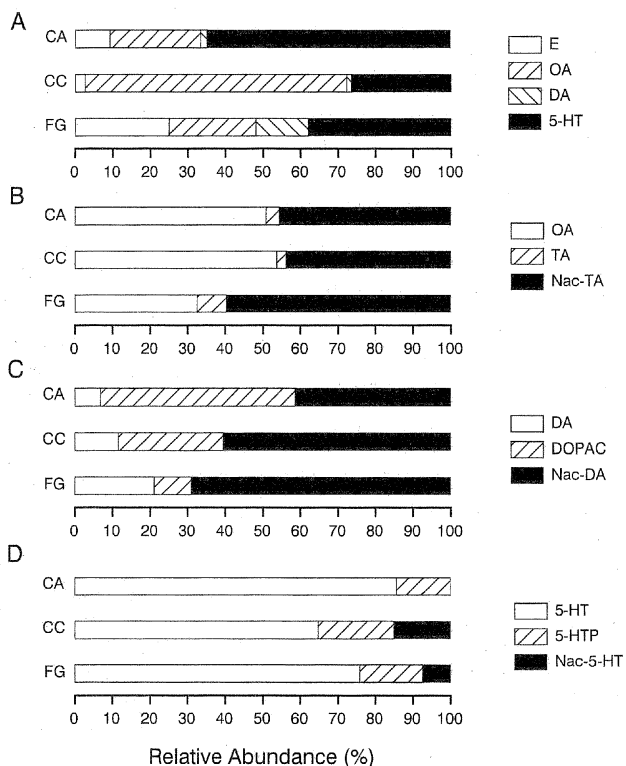 A
CA
CC
FG
0 10 20 30 40 50 60 70 80 90 100
E
OA
DA
5-HT
B
CA
CC
FG
0 10 20 30 40 50 60 70 80 90 100
OA
TA
Nac-TA
C
CA
CC
FG
0 10 20 30 40 50 60 70 80 90 100
DA
DOPAC
Nac-DA
D
CA
CC
FG
0 10 20 30 40 50 60 70 80 90 100
5-HT
5-HTP
Nac-5-HT
Relative Abundance (%)